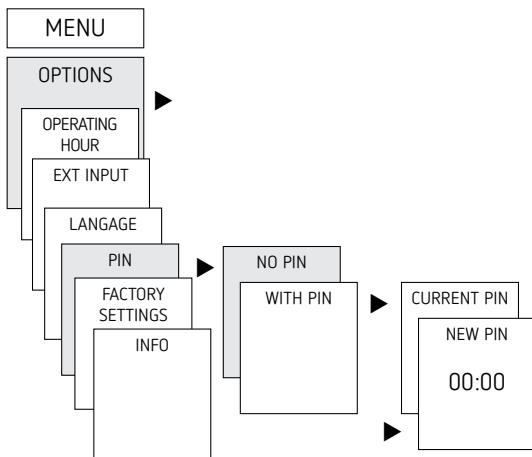 MENU
OPTIONS
OPERATING
HOUR
EXT INPUT
LANGAGE
PIN
FACTORY
SETTINGS
INFO
NO PIN
WITH PIN
CURRENT PIN
NEW PIN
00:00